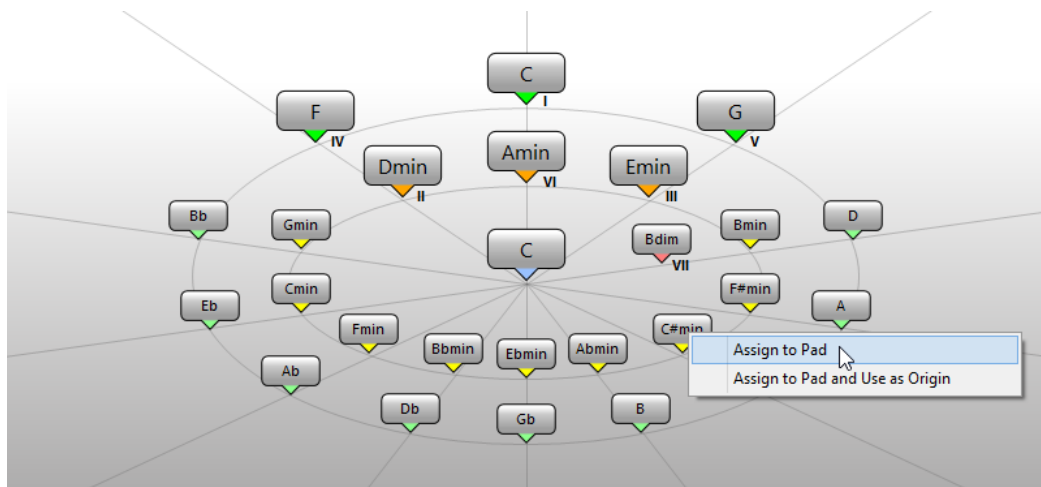 C
I
F
IV
G
V
Amin
VI
Dmin
II
Emin
III
Bb
Gmin
C
Bdim
VII
Bmin
D
Eb
Cmin
F#min
A
Fmin
Bbmin
Ebmin
Abmin
C#min
Assign to Pad
Assign to Pad and Use as Origin
Ab
Db
Gb
B